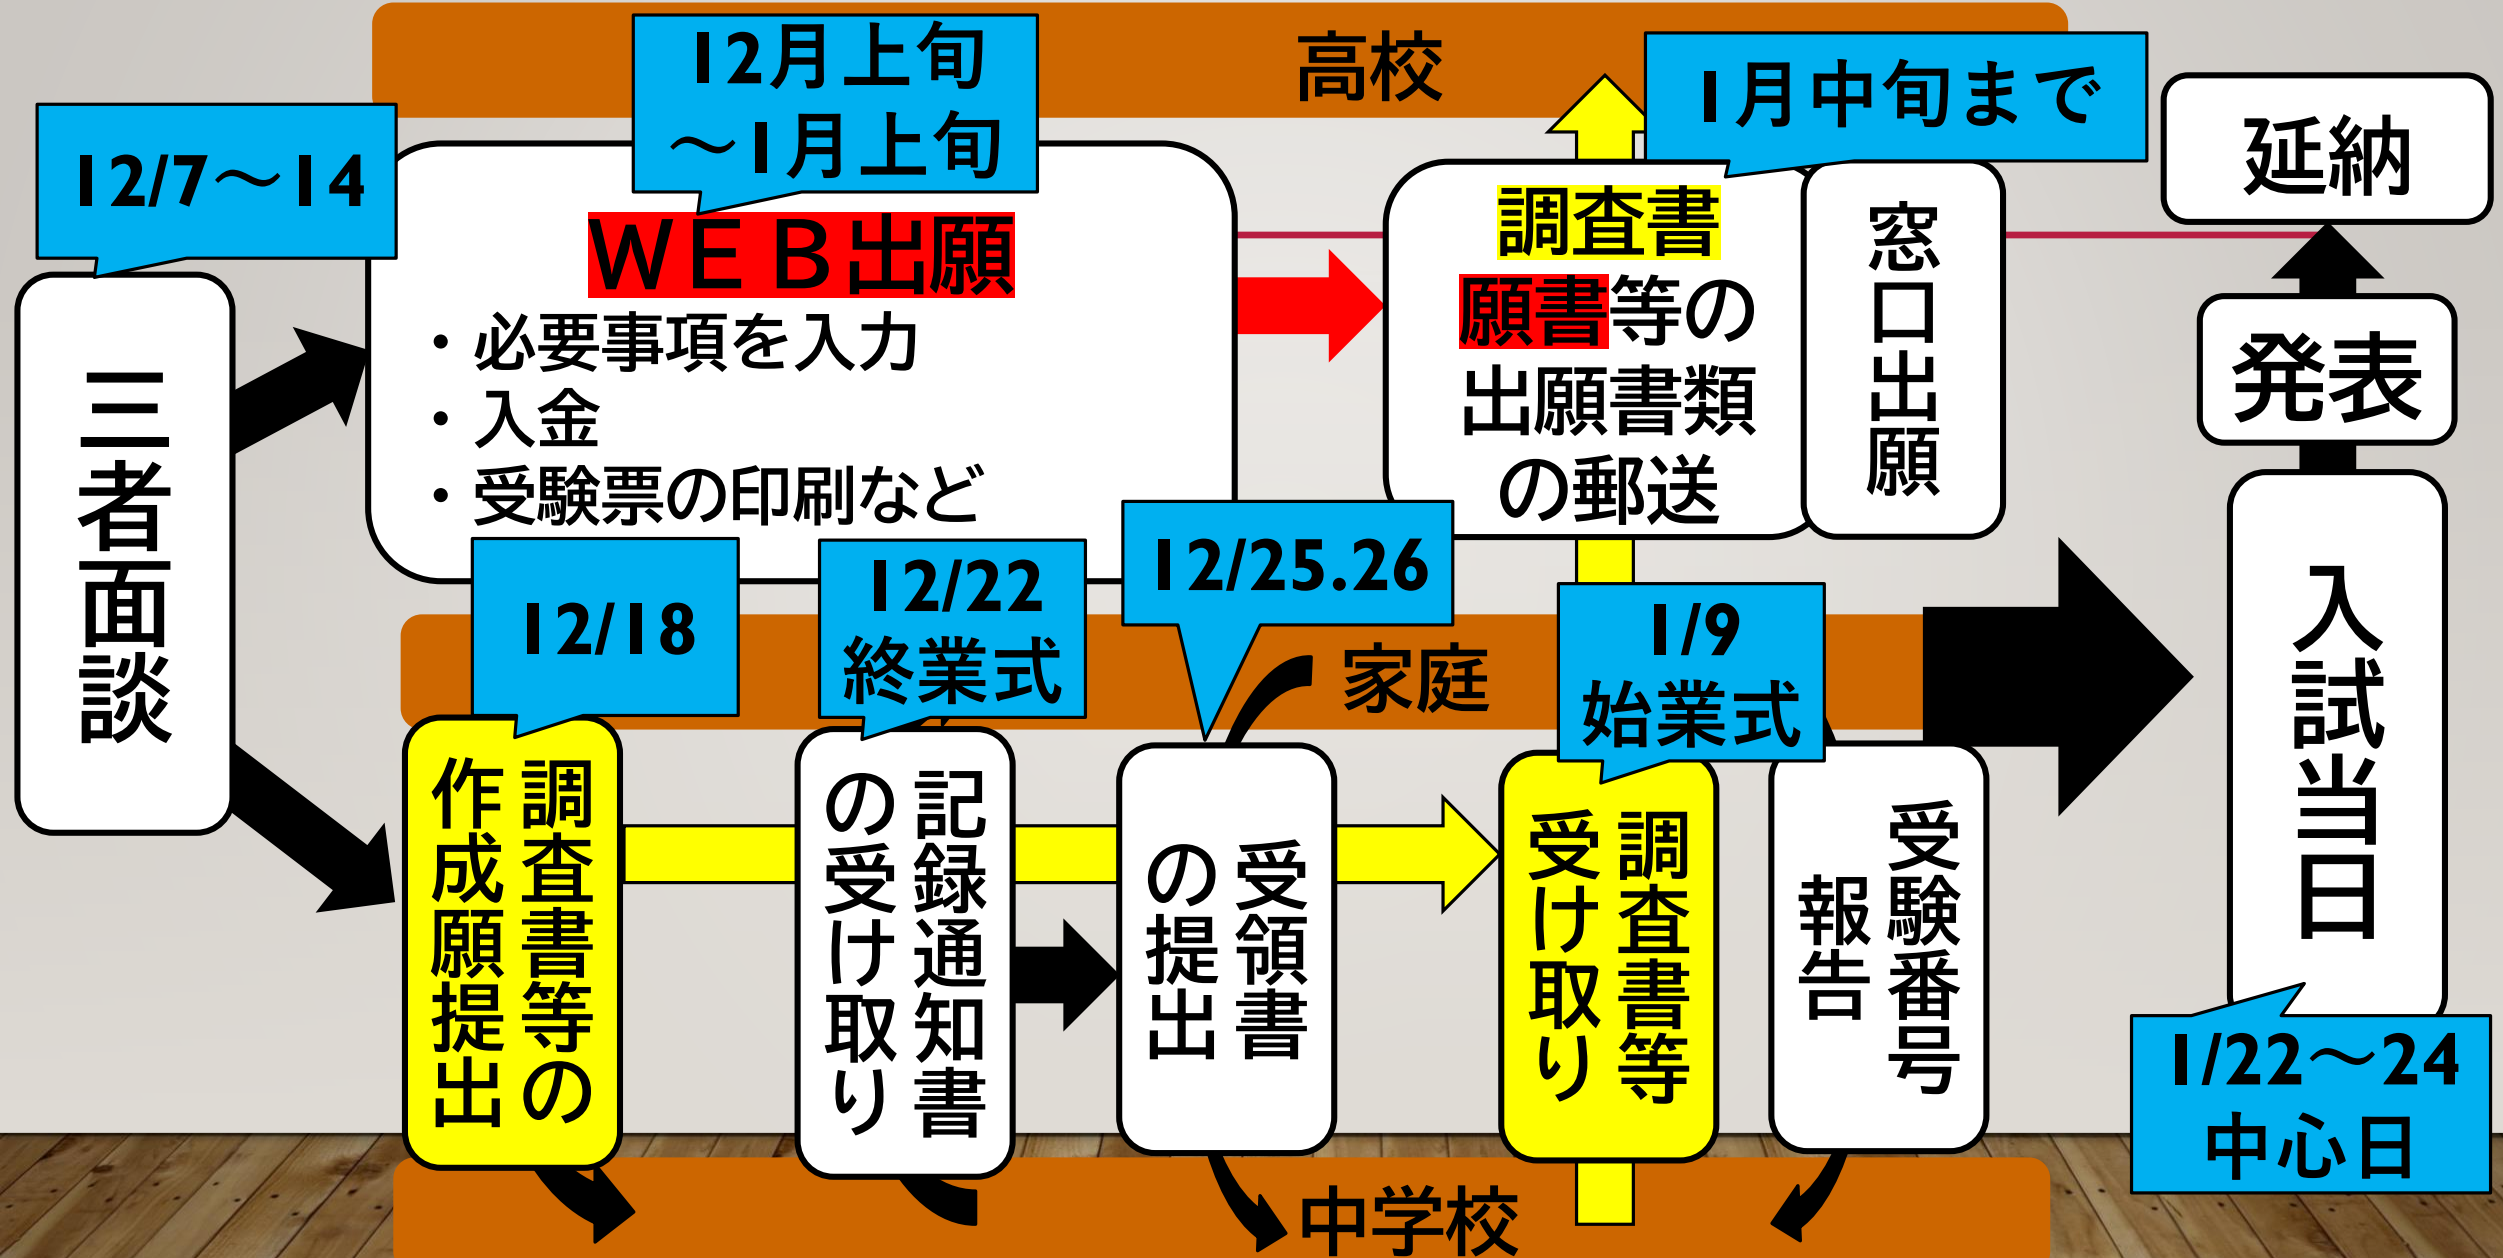 高校
12月上旬
～1月上旬
1月中旬まで
12/7～14
延納
WEB出願
・必要事項を入力
・入金
・受験票の印刷など
調査書
願書等の
出願書類
の郵送
窓口出願
発表
三者面談
12/18
12/22
終業式
12/25.26
家庭
1/9
始業式
入試当日
調査書等の
作成願提出
記録通知書
の受け取り
受領書
の提出
調査書等
受け取り
受験番号
報告
1/22～24
中心日
中学校